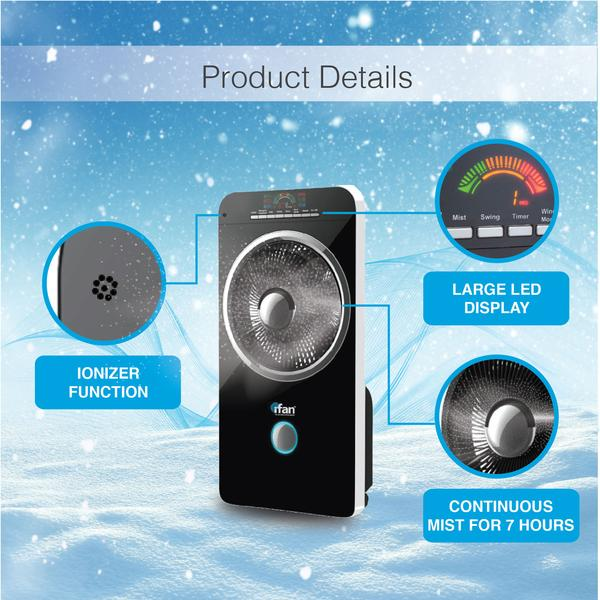 Product Details
Mist Swing Timer
LARGE LED
DISPLAY
IONIZER
FUNCTION
ifan
CONTINUOUS
MIST FOR 7 HOURS